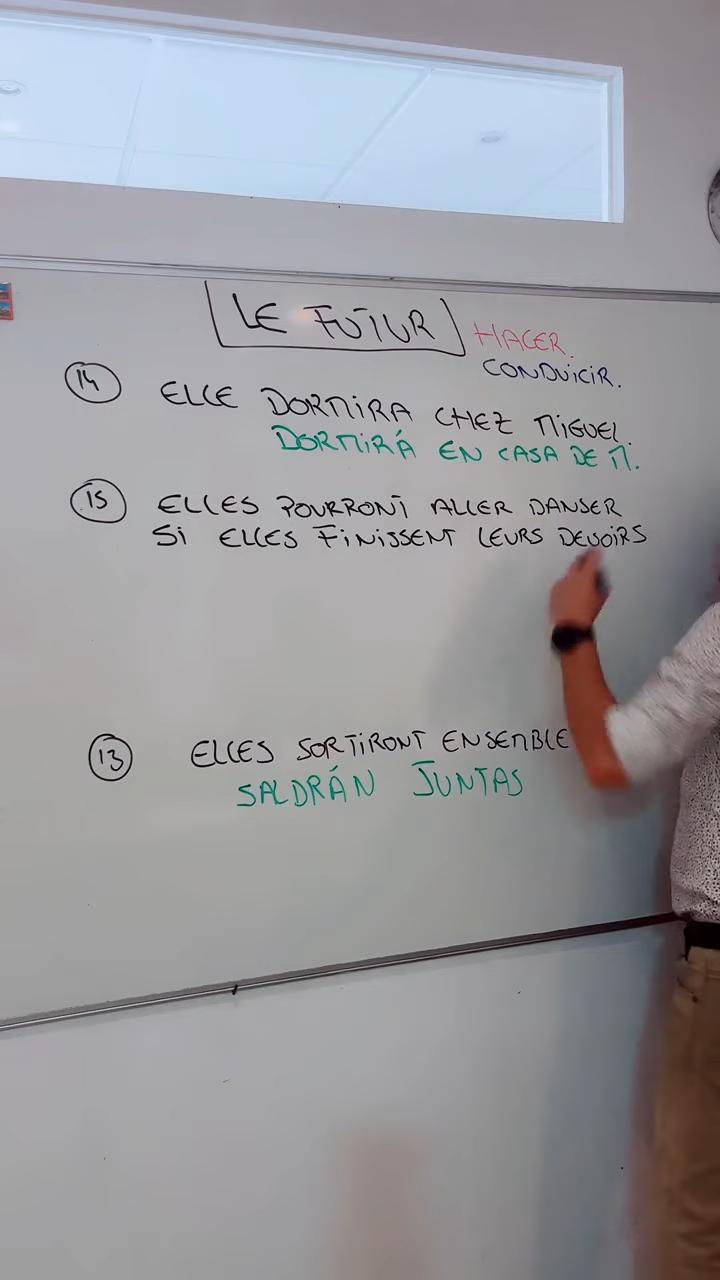 LE FUTUR
HACER.
CONDUICIR.
14 ELLE DORMIRA CHEZ MIGUEL.
DORMIRÁ EN CASA DE M.
15 ELLES POURRONT ALLER DANSER
SI ELLES FINISSENT LEURS DEVOIRS
13 ELLES SORTIRONT ENSEMBLE
SALDRÁN JUNTAS